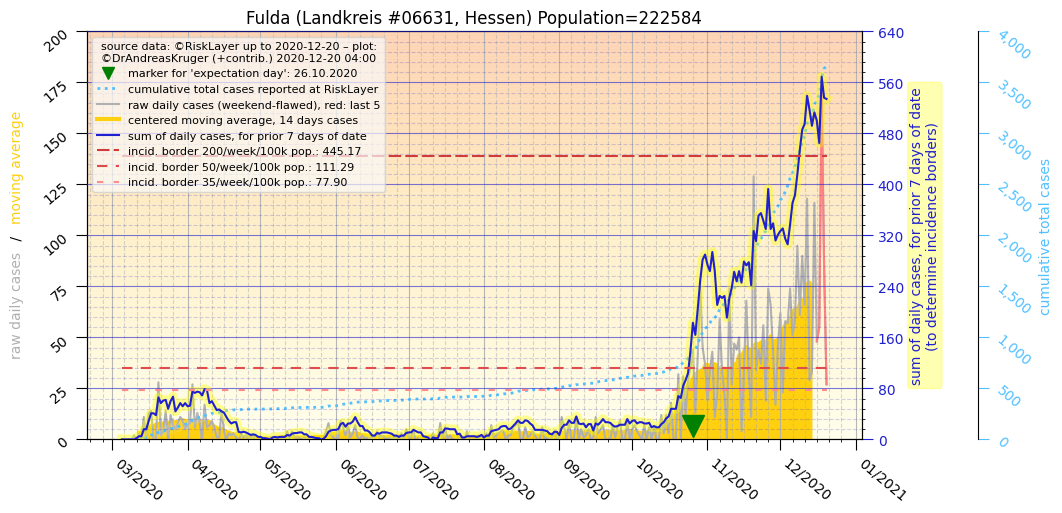 Fulda (Landkreis #06631, Hessen) Population=222584
source data: ©RiskLayer up to 2020-12-20 – plot:
©DrAndreasKruger (+contrib.) 2020-12-20 04:00
marker for 'expectation day': 26.10.2020
cumulative total cases reported at RiskLayer
raw daily cases (weekend-flawed), red: last 5
centered moving average, 14 days cases
sum of daily cases, for prior 7 days of date
incid. border 200/week/100k pop.: 445.17
incid. border 50/week/100k pop.: 111.29
incid. border 35/week/100k pop.: 77.90
raw daily cases / moving average
200
175
150
125
100
75
50
25
0
03/2020
04/2020
05/2020
06/2020
07/2020
08/2020
09/2020
10/2020
11/2020
12/2020
01/2021
640
560
480
400
320
240
160
80
0
sum of daily cases, for prior 7 days of date
(to determine incidence borders)
4,000
3,500
3,000
2,500
2,000
1,500
1,000
500
0
cumulative total cases